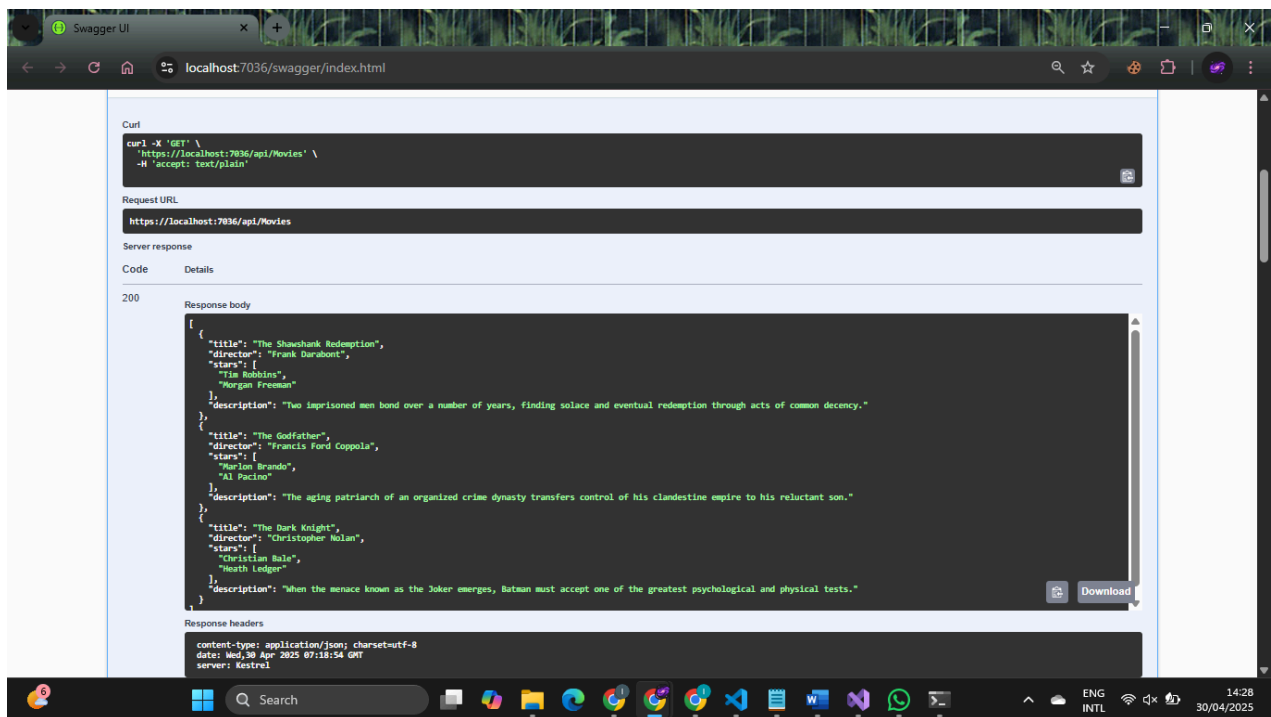 Swagger UI
localhost:7036/swagger/index.html
Curl
curl -X 'GET' \
'https://localhost:7036/api/Movies' \
-H 'accept: text/plain'
Request URL
https://localhost:7036/api/Movies
Server response
Code Details
200
Response body
[
{
"title": "The Shawshank Redemption",
"director": "Frank Darabont",
"stars": [
"Tim Robbins",
"Morgan Freeman"
],
"description": "Two imprisoned men bond over a number of years, finding solace and eventual redemption through acts of common decency."
},
{
"title": "The Godfather",
"director": "Francis Ford Coppola",
"stars": [
"Marlon Brando",
"Al Pacino"
],
"description": "The aging patriarch of an organized crime dynasty transfers control of his clandestine empire to his reluctant son."
},
{
"title": "The Dark Knight",
"director": "Christopher Nolan",
"stars": [
"Christian Bale",
"Heath Ledger"
],
"description": "When the menace known as the Joker emerges, Batman must accept one of the greatest psychological and physical tests."
}
]
Download
Response headers
content-type: application/json; charset=utf-8
date: Wed,30 Apr 2025 07:18:54 GMT
server: Kestrel
6
Search
ENG
INTL
14:28
30/04/2025